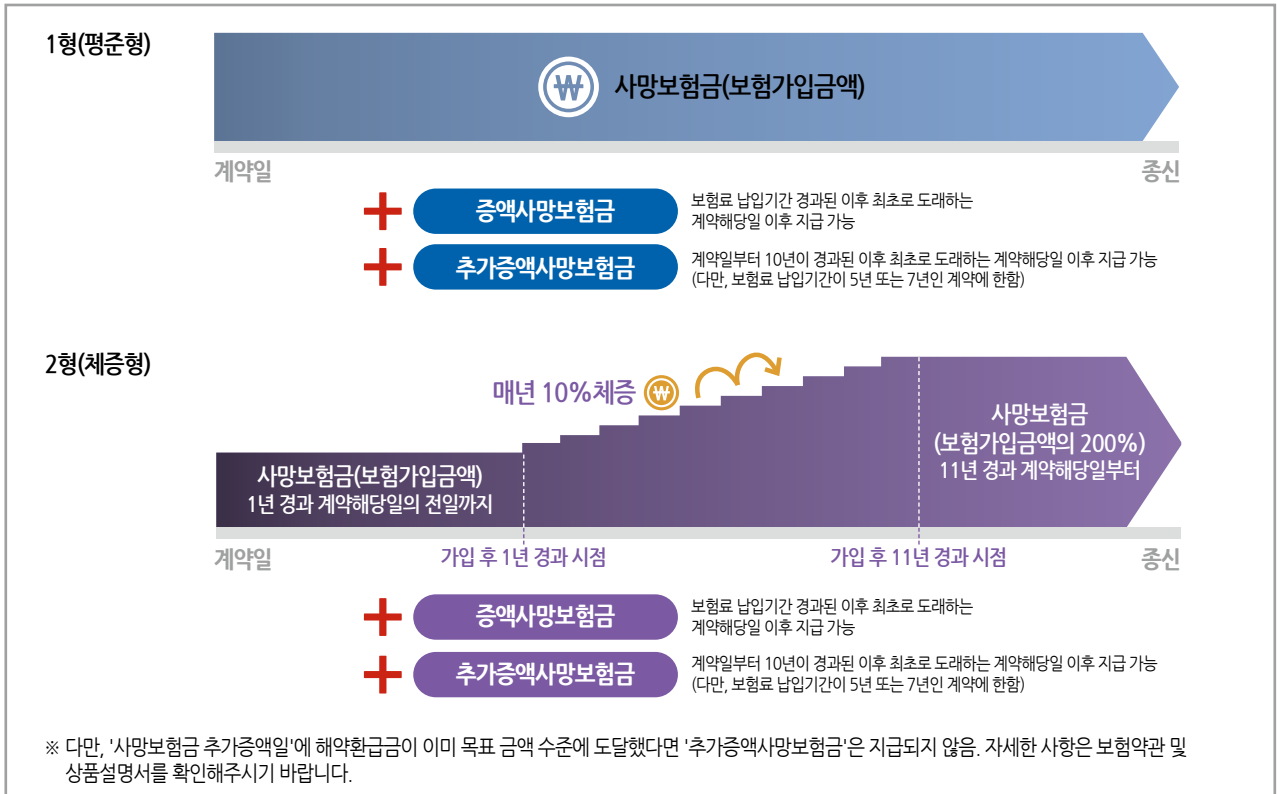 1형(평준형)
₩ 사망보험금(보험가입금액)
계약일 종신
+ 증액사망보험금 보험료 납입기간 경과된 이후 최초로 도래하는
계약해당일 이후 지급 가능
+ 추가증액사망보험금 계약일부터 10년이 경과된 이후 최초로 도래하는 계약해당일 이후 지급 가능
(다만, 보험료 납입기간이 5년 또는 7년인 계약에 한함)
2형(체증형)
매년 10%체증 ₩
사망보험금(보험가입금액)
1년 경과 계약해당일의 전일까지
사망보험금
(보험가입금액의 200%)
11년 경과 계약해당일부터
계약일 가입 후 1년 경과 시점 가입 후 11년 경과 시점 종신
+ 증액사망보험금 보험료 납입기간 경과된 이후 최초로 도래하는
계약해당일 이후 지급 가능
+ 추가증액사망보험금 계약일부터 10년이 경과된 이후 최초로 도래하는 계약해당일 이후 지급 가능
(다만, 보험료 납입기간이 5년 또는 7년인 계약에 한함)
※ 다만, '사망보험금 추가증액일'에 해약환급금이 이미 목표 금액 수준에 도달했다면 '추가증액사망보험금'은 지급되지 않음. 자세한 사항은 보험약관 및
상품설명서를 확인해주시기 바랍니다.